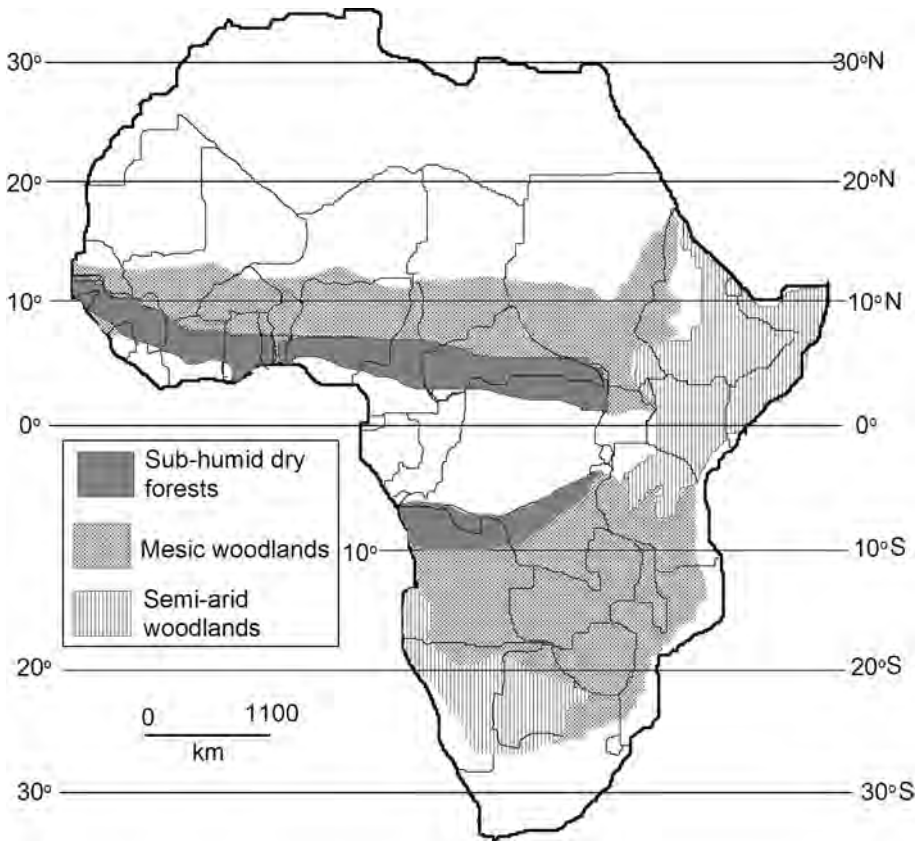 30° 30°N
20° 20°N
10° 10°N
0° 0°
Sub-humid dry
forests
Mesic woodlands
10° 10°S
Semi-arid
woodlands
20° 20°S
0 1100
km
30° 30°S